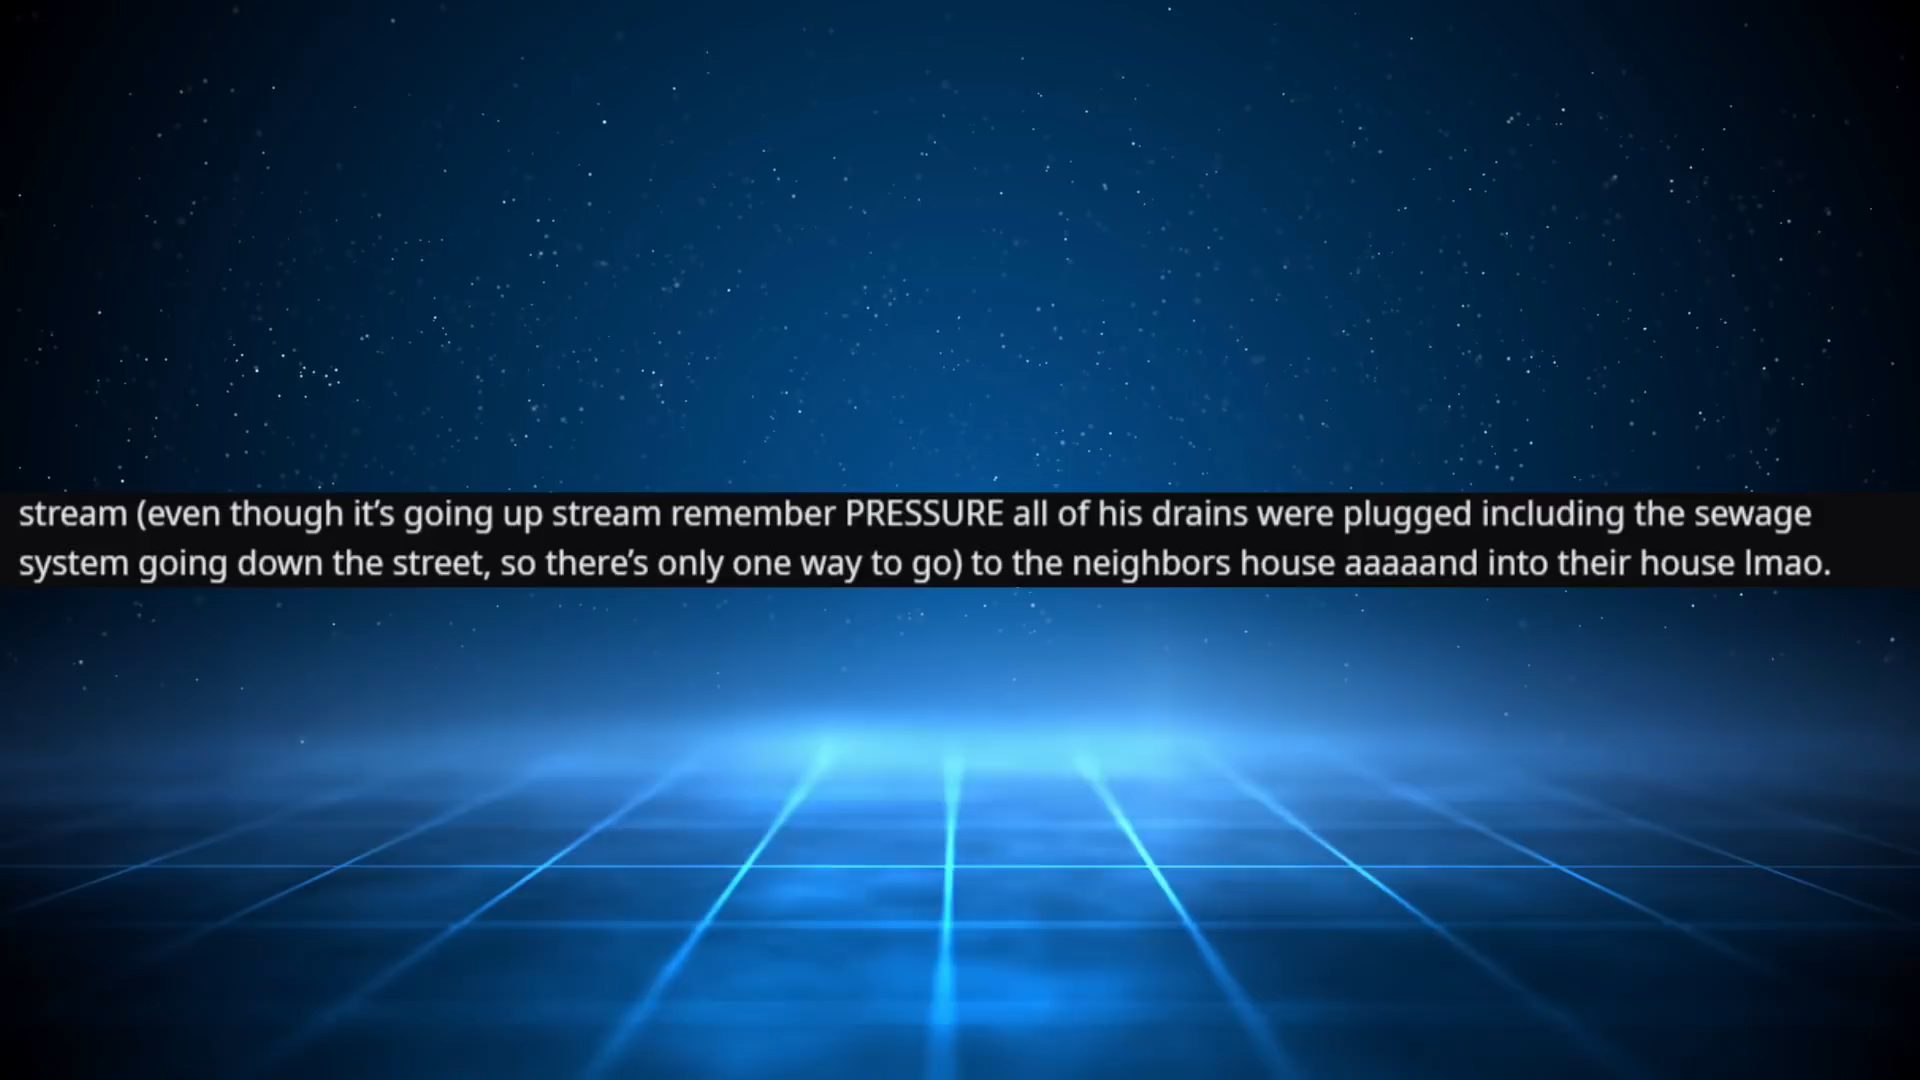 stream (even though it’s going up stream remember PRESSURE all of his drains were plugged including the sewage
system going down the street, so there’s only one way to go) to the neighbors house aaaaand into their house lmao.